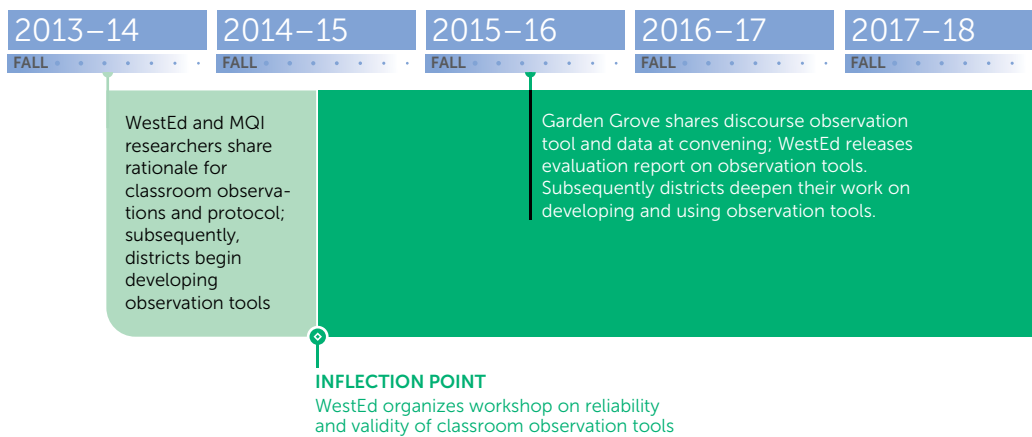 2013–14 2014–15 2015–16 2016–17 2017–18
FALL FALL FALL FALL FALL
WestEd and MQI
researchers share
rationale for
classroom observa-
tions and protocol;
subsequently,
districts begin
developing
observation tools
Garden Grove shares discourse observation
tool and data at convening; WestEd releases
evaluation report on observation tools.
Subsequently districts deepen their work on
developing and using observation tools.
INFLECTION POINT
WestEd organizes workshop on reliability
and validity of classroom observation tools